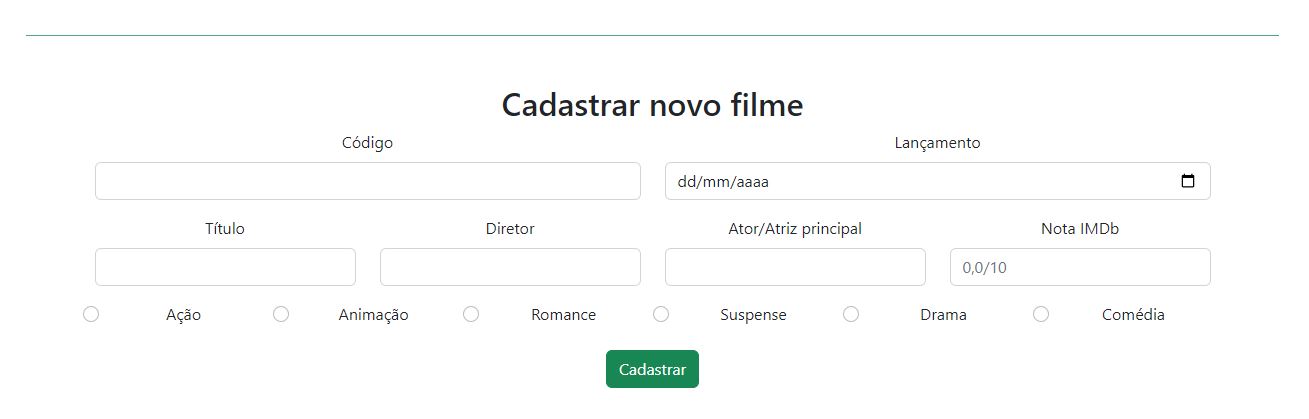 Cadastrar novo filme
Código Lançamento
dd/mm/aaaa
Título Diretor Ator/Atriz principal Nota IMDb
0,0/10
Ação Animação Romance Suspense Drama Comédia
Cadastrar